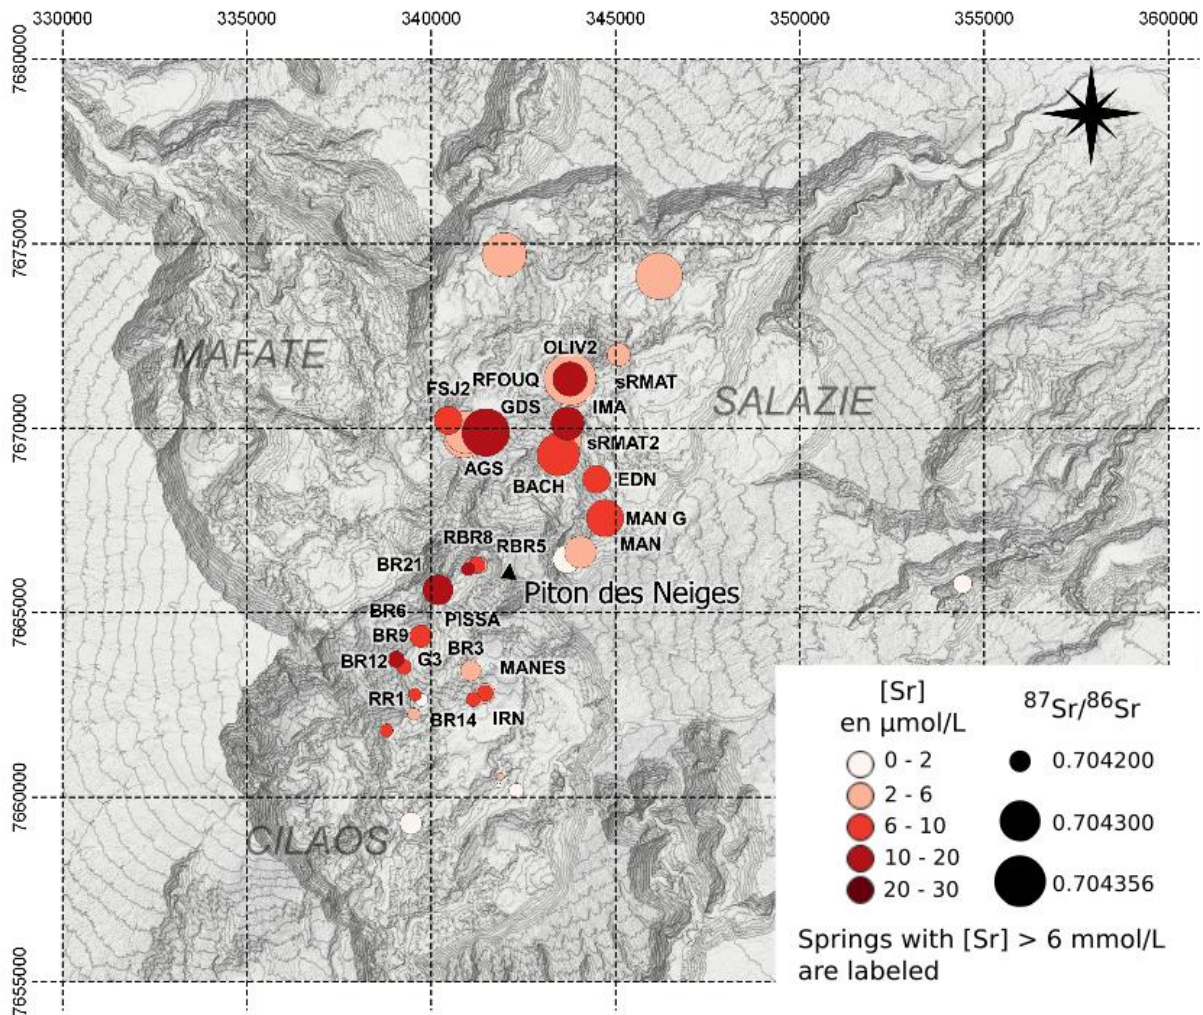 330000
335000
340000
345000
350000
355000
360000
7680000
7675000
7670000
7665000
7660000
7655000
MAFATE
SALAZIE
CILAOS
OLIV2
RFOUQ
sRMAT
FSJ2
GDS
IMA
sRMAT2
AGS
BACH
EDN
MAN G
MAN
RBR8
RBR5
BR21
Piton des Neiges
BR6
PISSA
BR9
BR3
BR12
G3
MANES
RR1
BR14
IRN
[Sr]
en µmol/L
0 - 2
2 - 6
6 - 10
10 - 20
20 - 30
⁸⁷Sr/⁸⁶Sr
0.704200
0.704300
0.704356
Springs with [Sr] > 6 mmol/L
are labeled